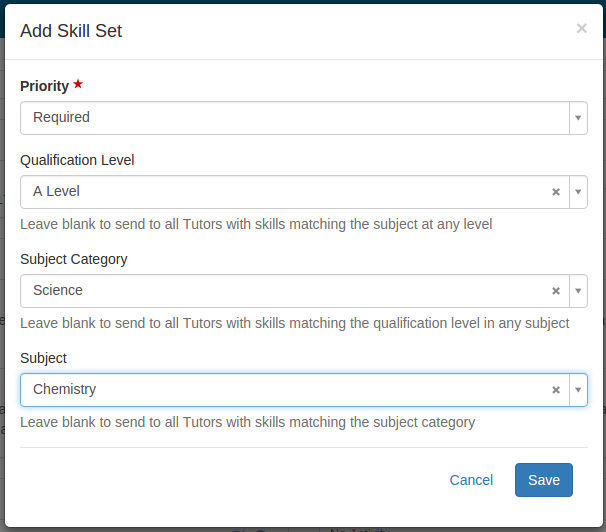 Add Skill Set
×
Priority ★
Required
Qualification Level
A Level
Leave blank to send to all Tutors with skills matching the subject at any level
Subject Category
Science
Leave blank to send to all Tutors with skills matching the qualification level in any subject
Subject
Chemistry
Leave blank to send to all Tutors with skills matching the subject category
Cancel Save
No Activity